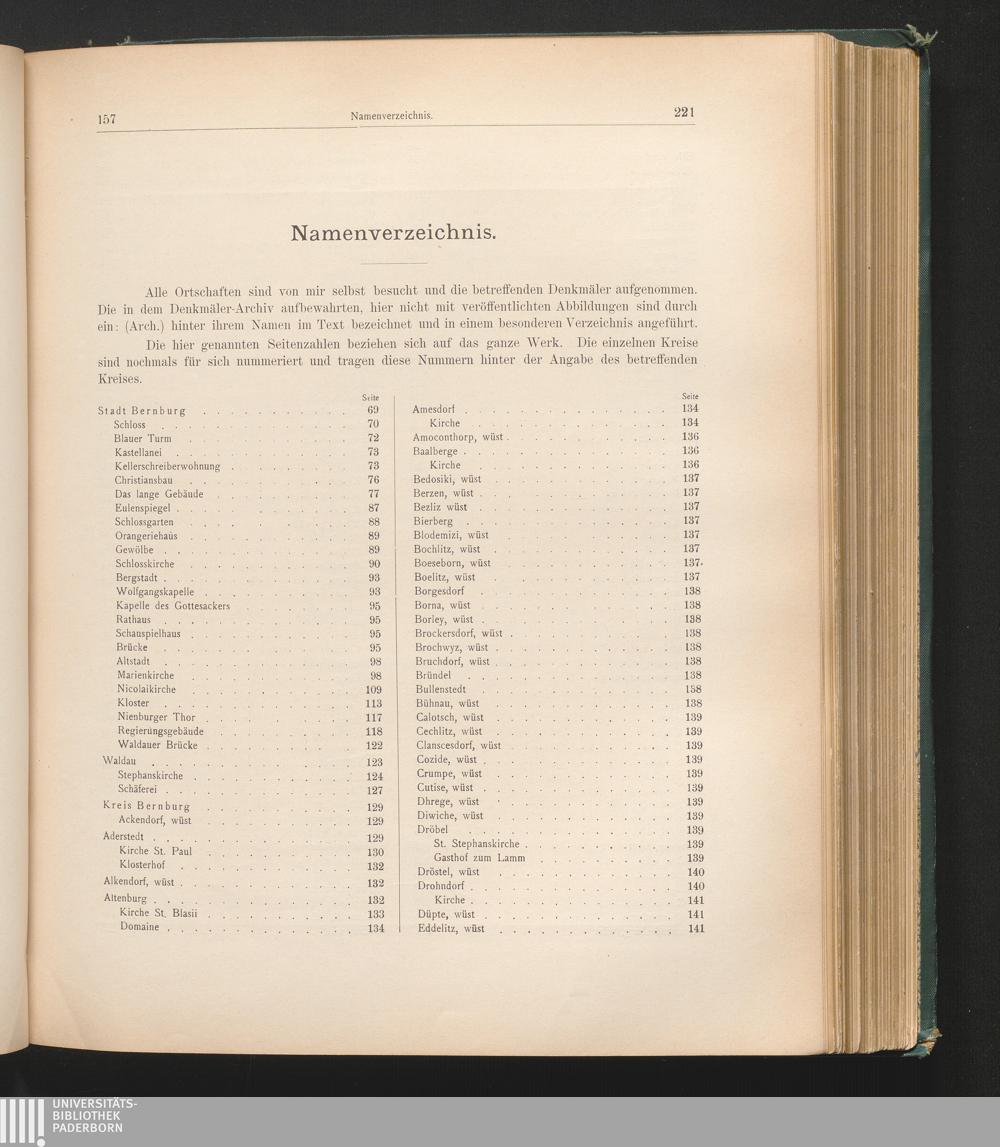 157 Namenverzeichnis. 221
Namenverzeichnis.
Alle Ortschaften sind von mir selbst besucht und die betreffenden Denkmäler aufgenommen.
Die in dem Denkmäler-Archiv aufbewahrten, hier nicht mit veröffentlichten Abbildungen sind durch
ein: (Arch.) hinter ihrem Namen im Text bezeichnet und in einem besonderen Verzeichnis angeführt.
Die hier genannten Seitenzahlen beziehen sich auf das ganze Werk. Die einzelnen Kreise
sind nochmals für sich nummeriert und tragen diese Nummern hinter der Angabe des betreffenden
Kreises.
Seite
Stadt Bernburg 69
Schloss 70
Blauer Turm 72
Kastellanei 73
Kellerschreiberwohnung 73
Christiansbau 76
Das lange Gebäude 77
Eulenspiegel 87
Schlossgarten 88
Orangeriehaus 89
Gewölbe 89
Schlosskirche 90
Bergstadt 93
Wolfgangskapelle 93
Kapelle des Gottesackers 95
Rathaus 95
Schauspielhaus 95
Brücke 95
Altstadt 98
Marienkirche 98
Nicolaikirche 109
Kloster 113
Nienburger Thor 117
Regierungsgebäude 118
Waldauer Brücke 122
Waldau 123
Stephanskirche 124
Schäferei 127
Kreis Bernburg 129
Ackendorf, wüst 129
Aderstedt 129
Kirche St. Paul 130
Klosterhof 132
Alkendorf, wüst 132
Altenburg 132
Kirche St. Blasii 133
Domaine 134
Seite
Amesdorf 134
Kirche 134
Amoconthorp, wüst 136
Baalberge 136
Kirche 136
Bedosiki, wüst 137
Berzen, wüst 137
Bezliz wüst 137
Bierberg 137
Blodemizi, wüst 137
Bochlitz, wüst 137
Boeseborn, wüst 137
Boelitz, wüst 137
Borgesdorf 138
Borna, wüst 138
Borley, wüst 138
Brockersdorf, wüst 138
Brochwyz, wüst 138
Bruchdorf, wüst 138
Bründel 138
Bullenstedt 158
Bühnau, wüst 138
Calotsch, wüst 139
Cechlitz, wüst 139
Clanscesdorf, wüst 139
Cozide, wüst 139
Crumpe, wüst 139
Cutise, wüst 139
Dhrege, wüst 139
Diwiche, wüst 139
Dröbel 139
St. Stephanskirche 139
Gasthof zum Lamm 139
Dröstel, wüst 140
Drohndorf 140
Kirche 141
Düpte, wüst 141
Eddelitz, wüst 141
UNIVERSITÄTS-
BIBLIOTHEK
PADERBORN